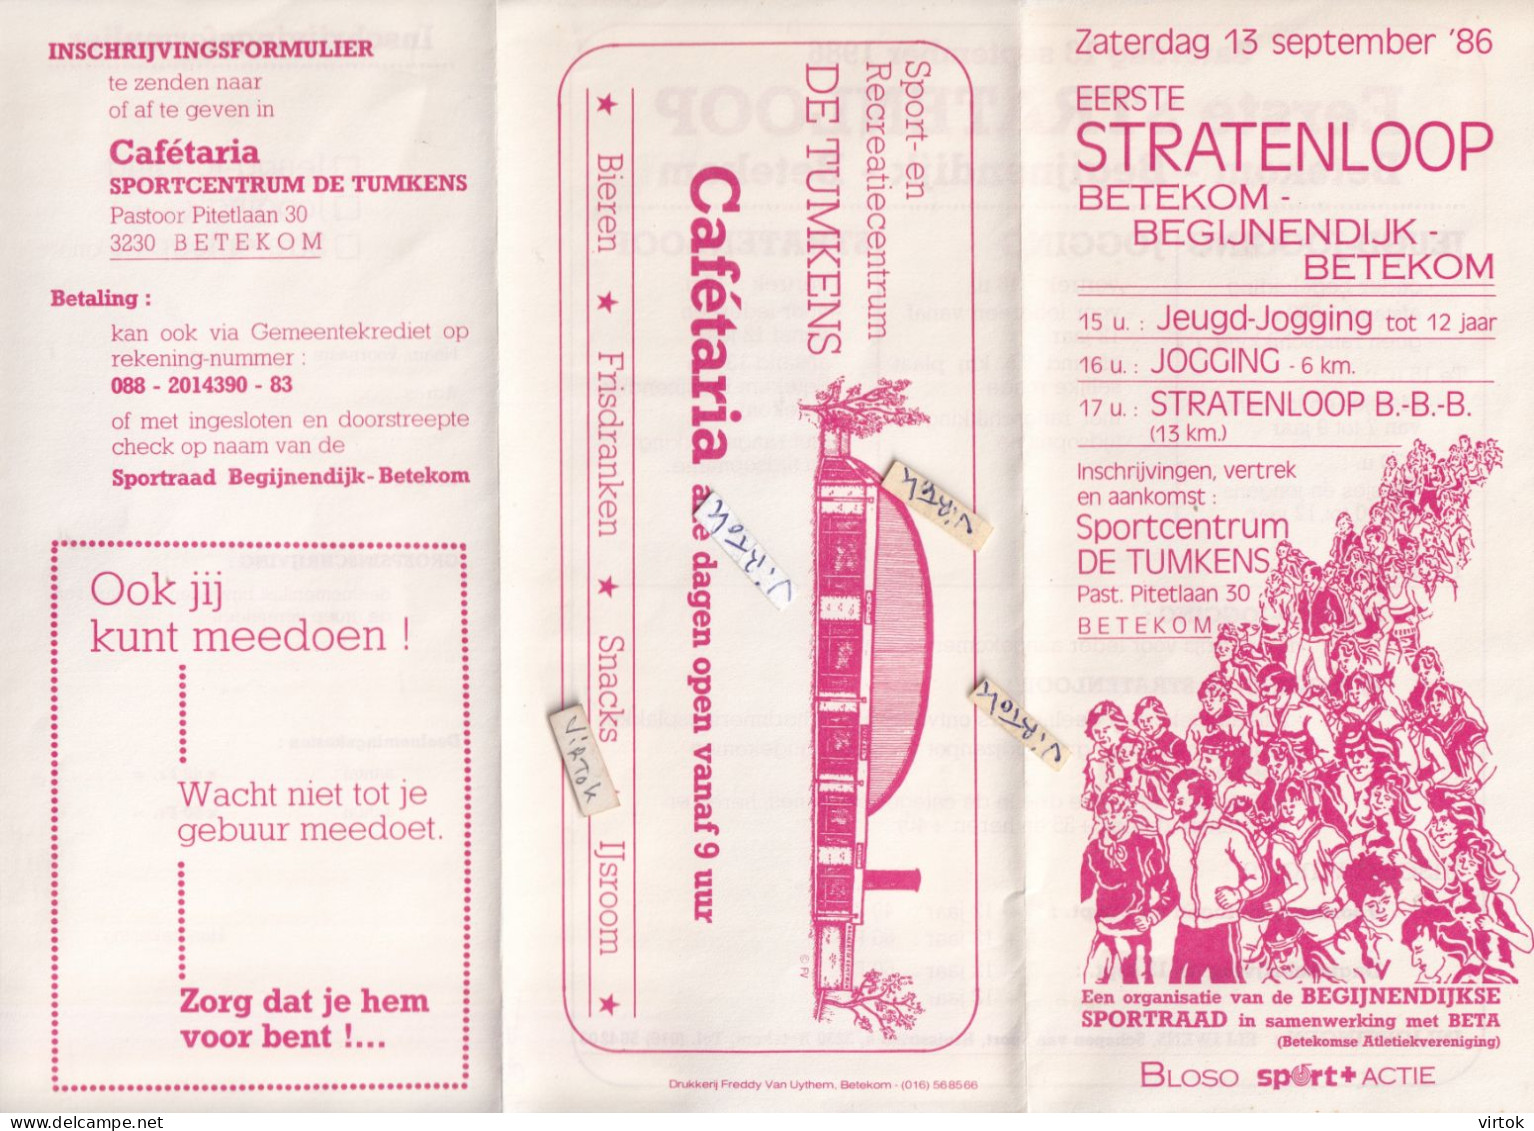 INSCHRIJVINGSFORMULIER
te zenden naar
of af te geven in
Cafétaria
SPORTCENTRUM DE TUMKENS
Pastoor Pitetlaan 30
3230 BETEKOM
Betaling :
kan ook via Gemeentekrediet op
rekening-nummer :
088 - 2014390 - 83
of met ingesloten en doorstreepte
check op naam van de
Sportraad Begijnendijk-Betekom
Ook jij
kunt meedoen !
Wacht niet tot je
gebuur meedoet.
Zorg dat je hem
voor bent !...
Sport- en
Recreatiecentrum
DE TUMKENS
Cafétaria alle dagen open vanaf 9 uur
★ Bieren ★ Frisdranken ★ Snacks ★ IJsroom ★
© PV
Virtok
Virtok
Virtok
Virtok
Drukkerij Freddy Van Uythem, Betekom - (016) 56 85 66
Zaterdag 13 september '86
EERSTE
STRATENLOOP
BETEKOM -
BEGIJNENDIJK -
BETEKOM
15 u. : Jeugd-Jogging tot 12 jaar
16 u. : JOGGING - 6 km.
17 u. : STRATENLOOP B.-B.-B.
(13 km.)
Inschrijvingen, vertrek
en aankomst :
Sportcentrum
DE TUMKENS
Past. Pitetlaan 30
BETEKOM
Een organisatie van de BEGIJNENDIJKSE
SPORTRAAD in samenwerking met BETA
(Betekomse Atletiekvereniging)
BLOSO sport+ ACTIE
virtok